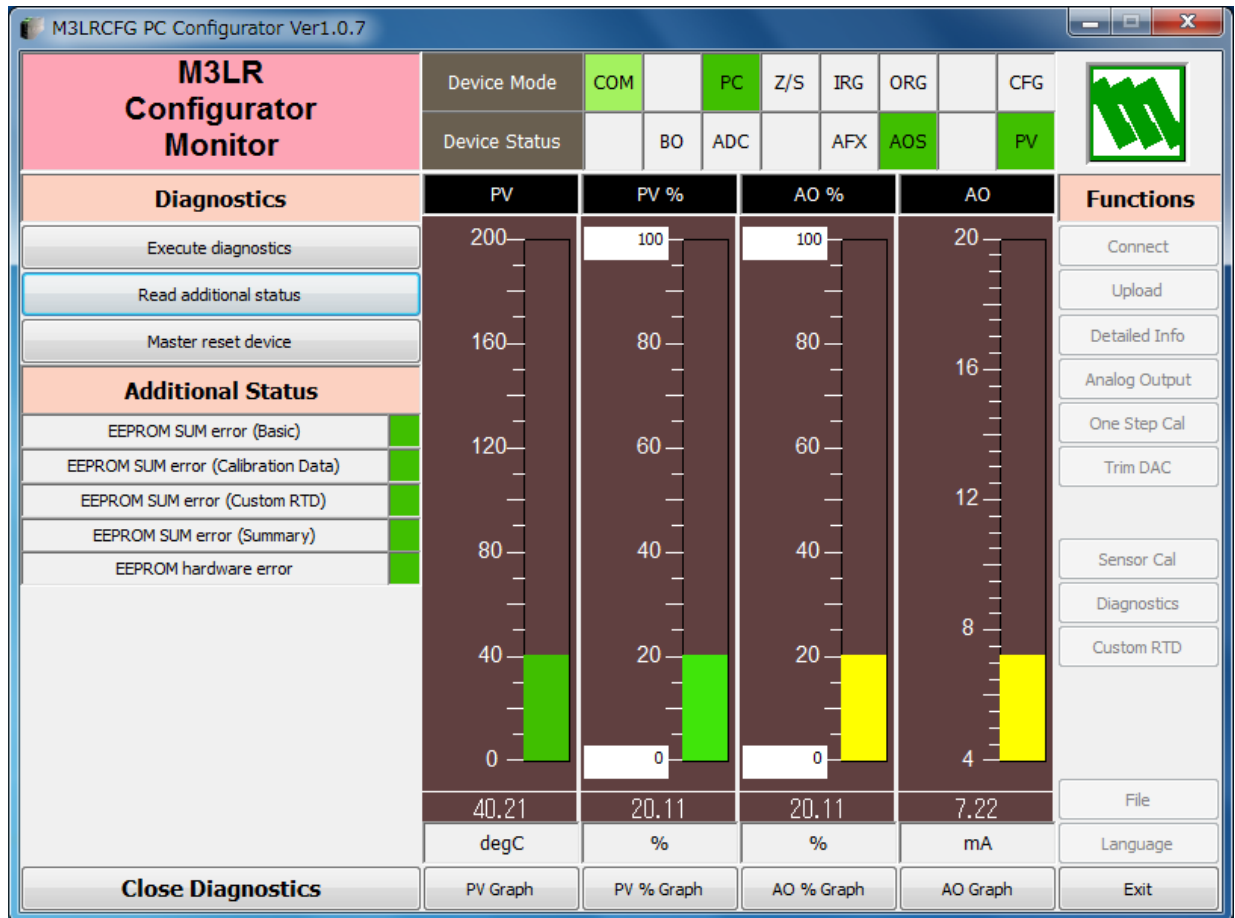 M3LRCFG PC Configurator Ver1.0.7
M3LR
Configurator
Monitor
Device Mode COM PC Z/S IRG ORG CFG
Device Status BO ADC AFX AOS PV
Diagnostics
Execute diagnostics
Read additional status
Master reset device
Additional Status
EEPROM SUM error (Basic)
EEPROM SUM error (Calibration Data)
EEPROM SUM error (Custom RTD)
EEPROM SUM error (Summary)
EEPROM hardware error
Close Diagnostics
PV
200
160
120
80
40
0
40.21
degC
PV Graph
PV %
100
80
60
40
20
0
20.11
%
PV % Graph
AO %
100
80
60
40
20
0
20.11
%
AO % Graph
AO
20
16
12
8
4
7.22
mA
AO Graph
Functions
Connect
Upload
Detailed Info
Analog Output
One Step Cal
Trim DAC
Sensor Cal
Diagnostics
Custom RTD
File
Language
Exit